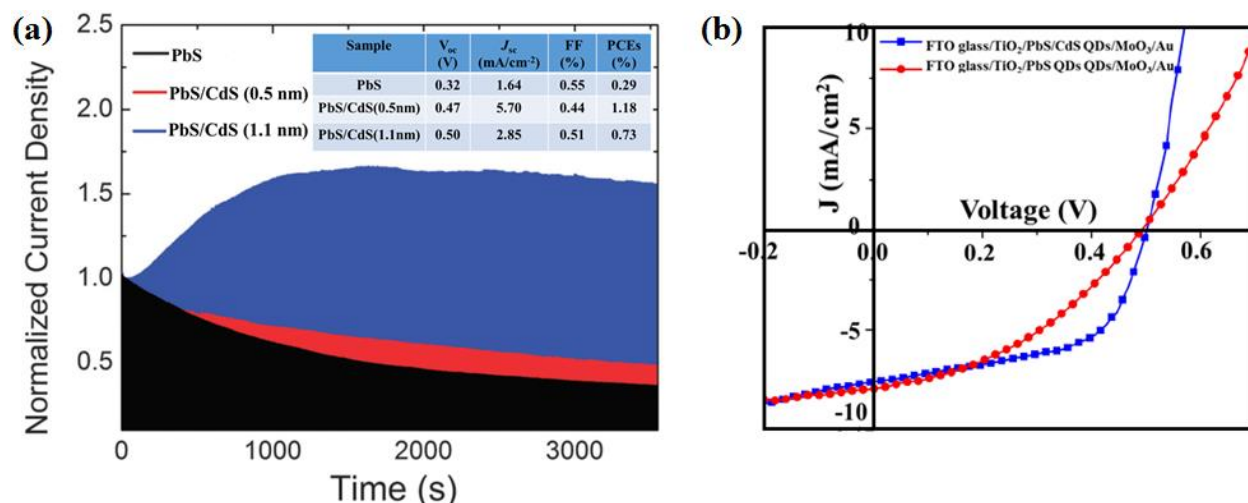 (a)
2.5
2.0
1.5
1.0
0.5
Normalized Current Density
PbS
PbS/CdS (0.5 nm)
PbS/CdS (1.1 nm)
Sample Voc (V) Jsc (mA/cm-2) FF (%) PCEs (%)
PbS 0.32 1.64 0.55 0.29
PbS/CdS(0.5nm) 0.47 5.70 0.44 1.18
PbS/CdS(1.1nm) 0.50 2.85 0.51 0.73
0 1000 2000 3000
Time (s)
(b)
10
FTO glass/TiO2/PbS/CdS QDs/MoO3/Au
FTO glass/TiO2/PbS QDS QDs/MoO3/Au
5
J (mA/cm2)
Voltage (V)
0
-0.2 0.0 0.2 0.4 0.6
-5
-10